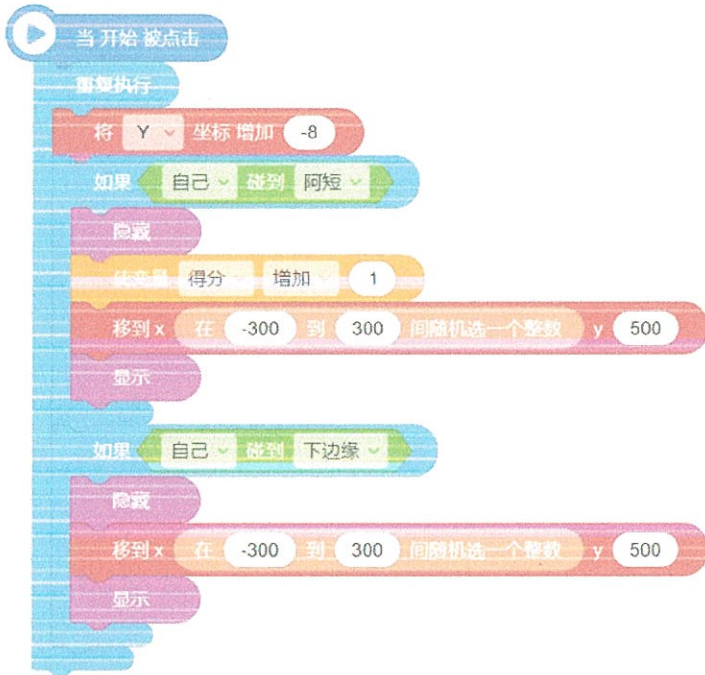 当 开始 被点击
重复执行
将 Y 坐标 增加 -8
如果 自己 碰到 阿短
隐藏
使变量 得分 增加 1
移到 x 在 -300 到 300 间随机选一个整数 y 500
显示
如果 自己 碰到 下边缘
隐藏
移到 x 在 -300 到 300 间随机选一个整数 y 500
显示